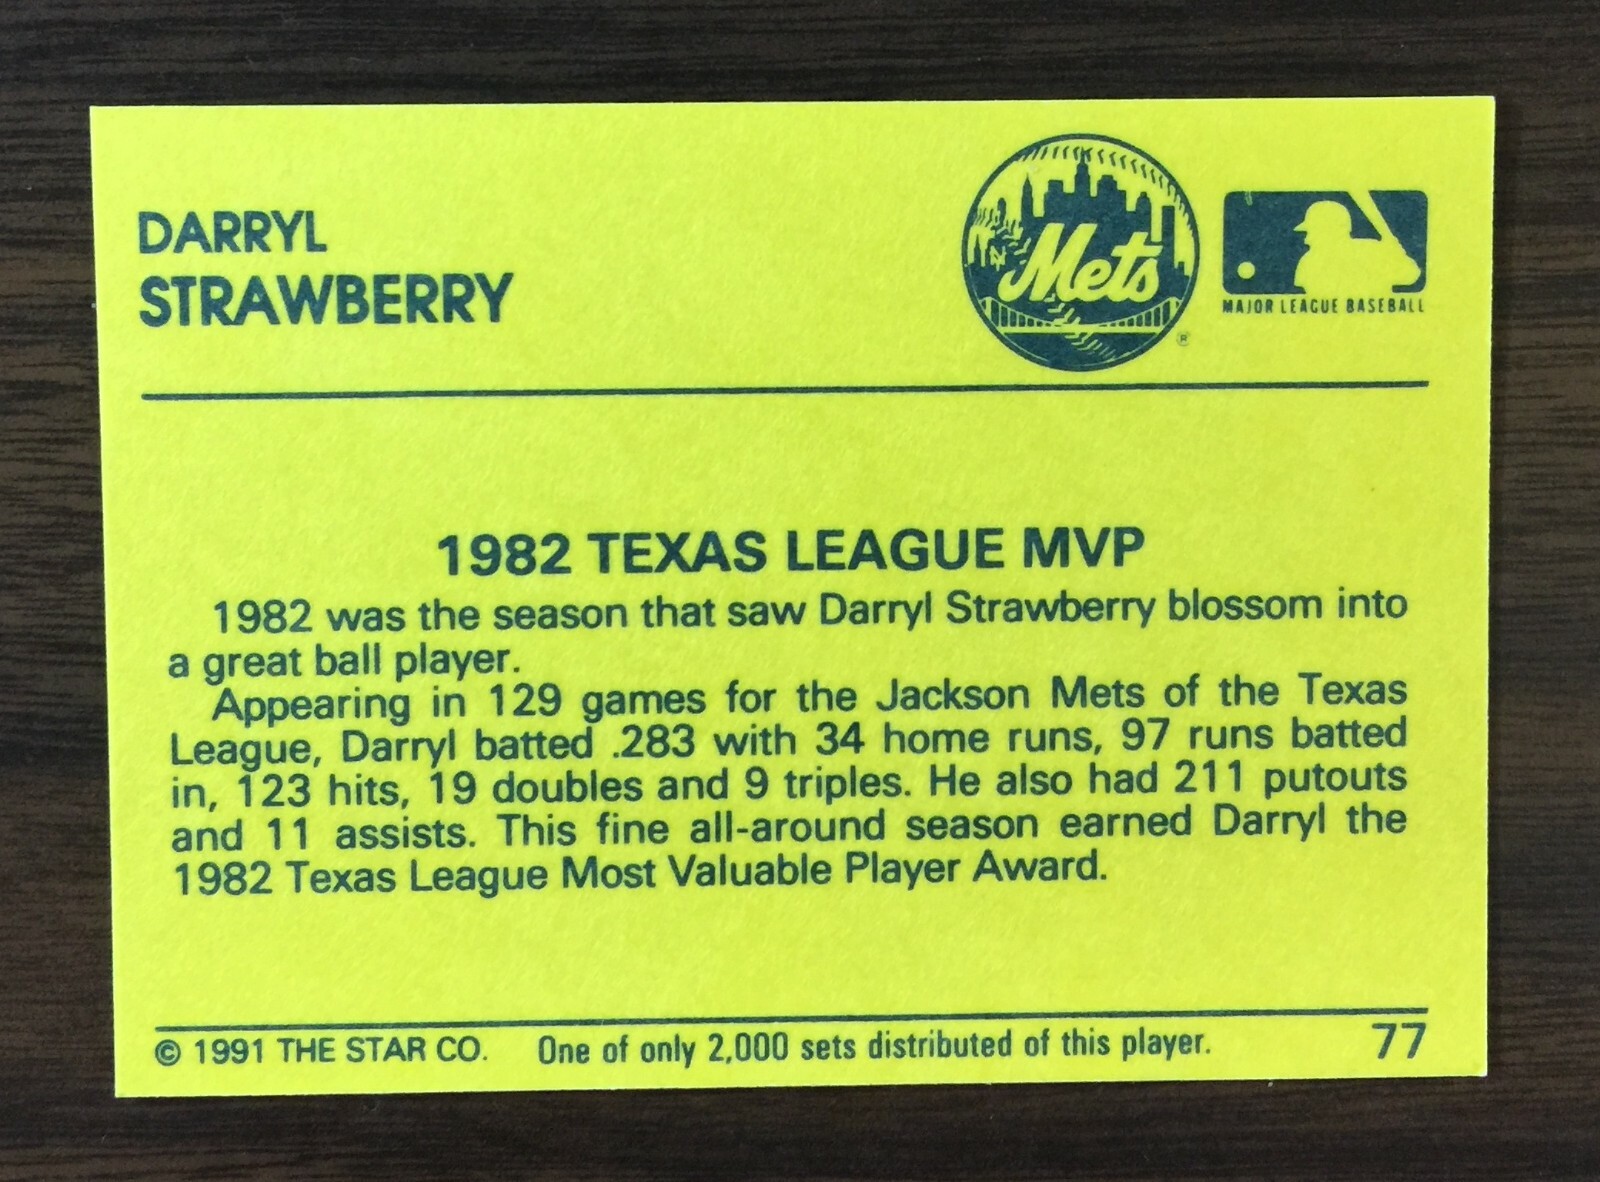 DARRYL
STRAWBERRY
Mets
®
MAJOR LEAGUE BASEBALL
1982 TEXAS LEAGUE MVP
1982 was the season that saw Darryl Strawberry blossom into
a great ball player.
Appearing in 129 games for the Jackson Mets of the Texas
League, Darryl batted .283 with 34 home runs, 97 runs batted
in, 123 hits, 19 doubles and 9 triples. He also had 211 putouts
and 11 assists. This fine all-around season earned Darryl the
1982 Texas League Most Valuable Player Award.
© 1991 THE STAR CO. One of only 2,000 sets distributed of this player. 77